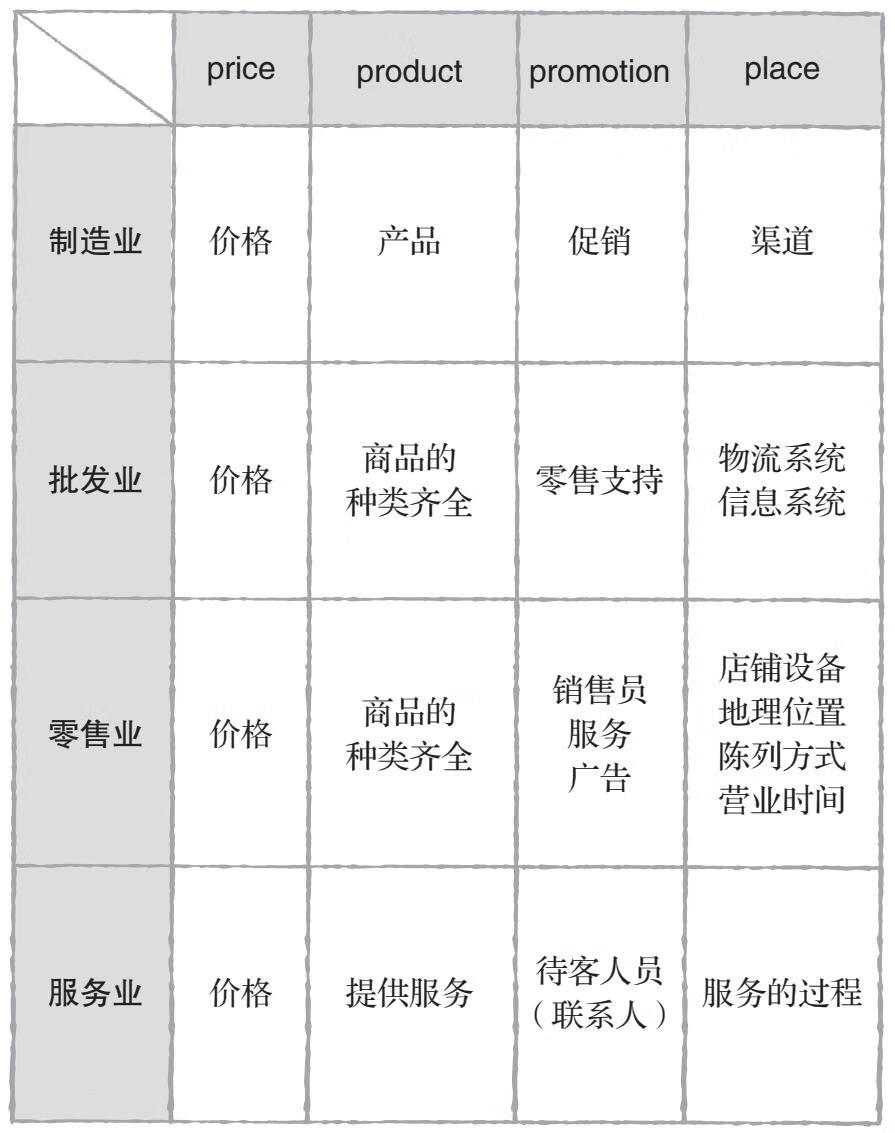 price product promotion place
制造业 价格 产品 促销 渠道
批发业 价格 商品的
种类齐全 零售支持 物流系统
信息系统
零售业 价格 商品的
种类齐全 销售员
服务
广告 店铺设备
地理位置
陈列方式
营业时间
服务业 价格 提供服务 待客人员
（联系人） 服务的过程